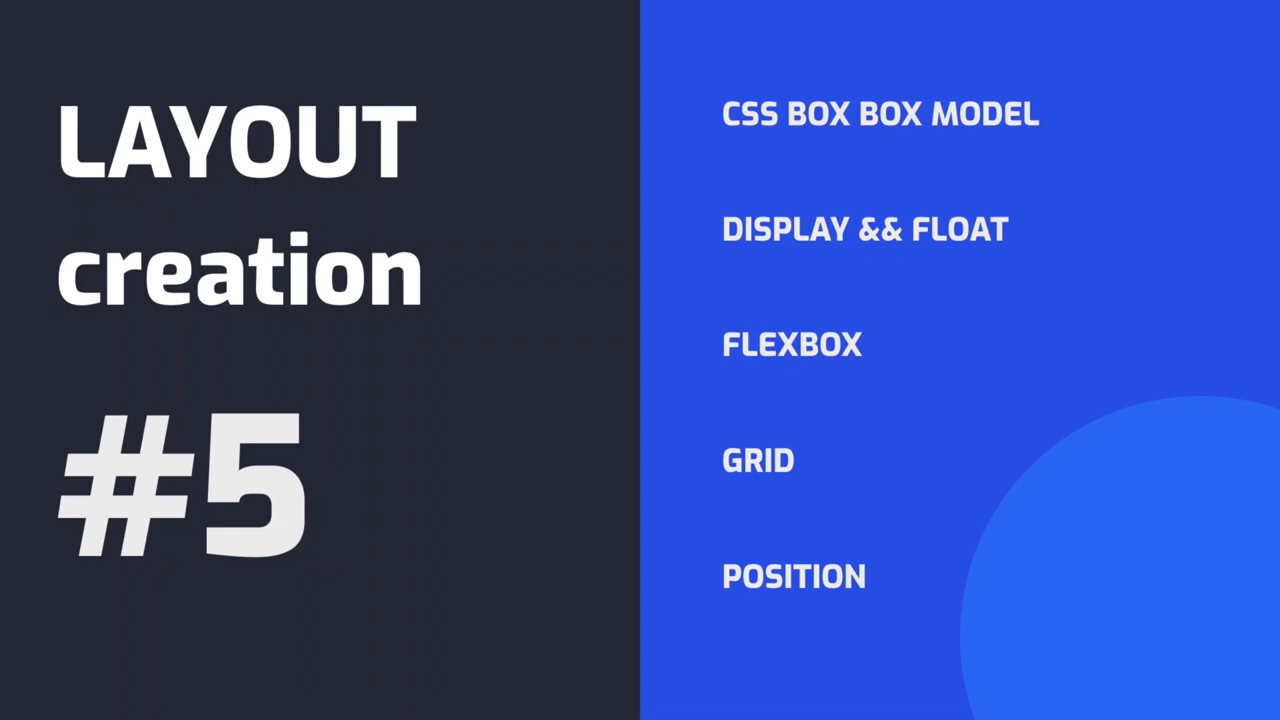 LAYOUT
creation
#5
CSS BOX BOX MODEL
DISPLAY && FLOAT
FLEXBOX
GRID
POSITION